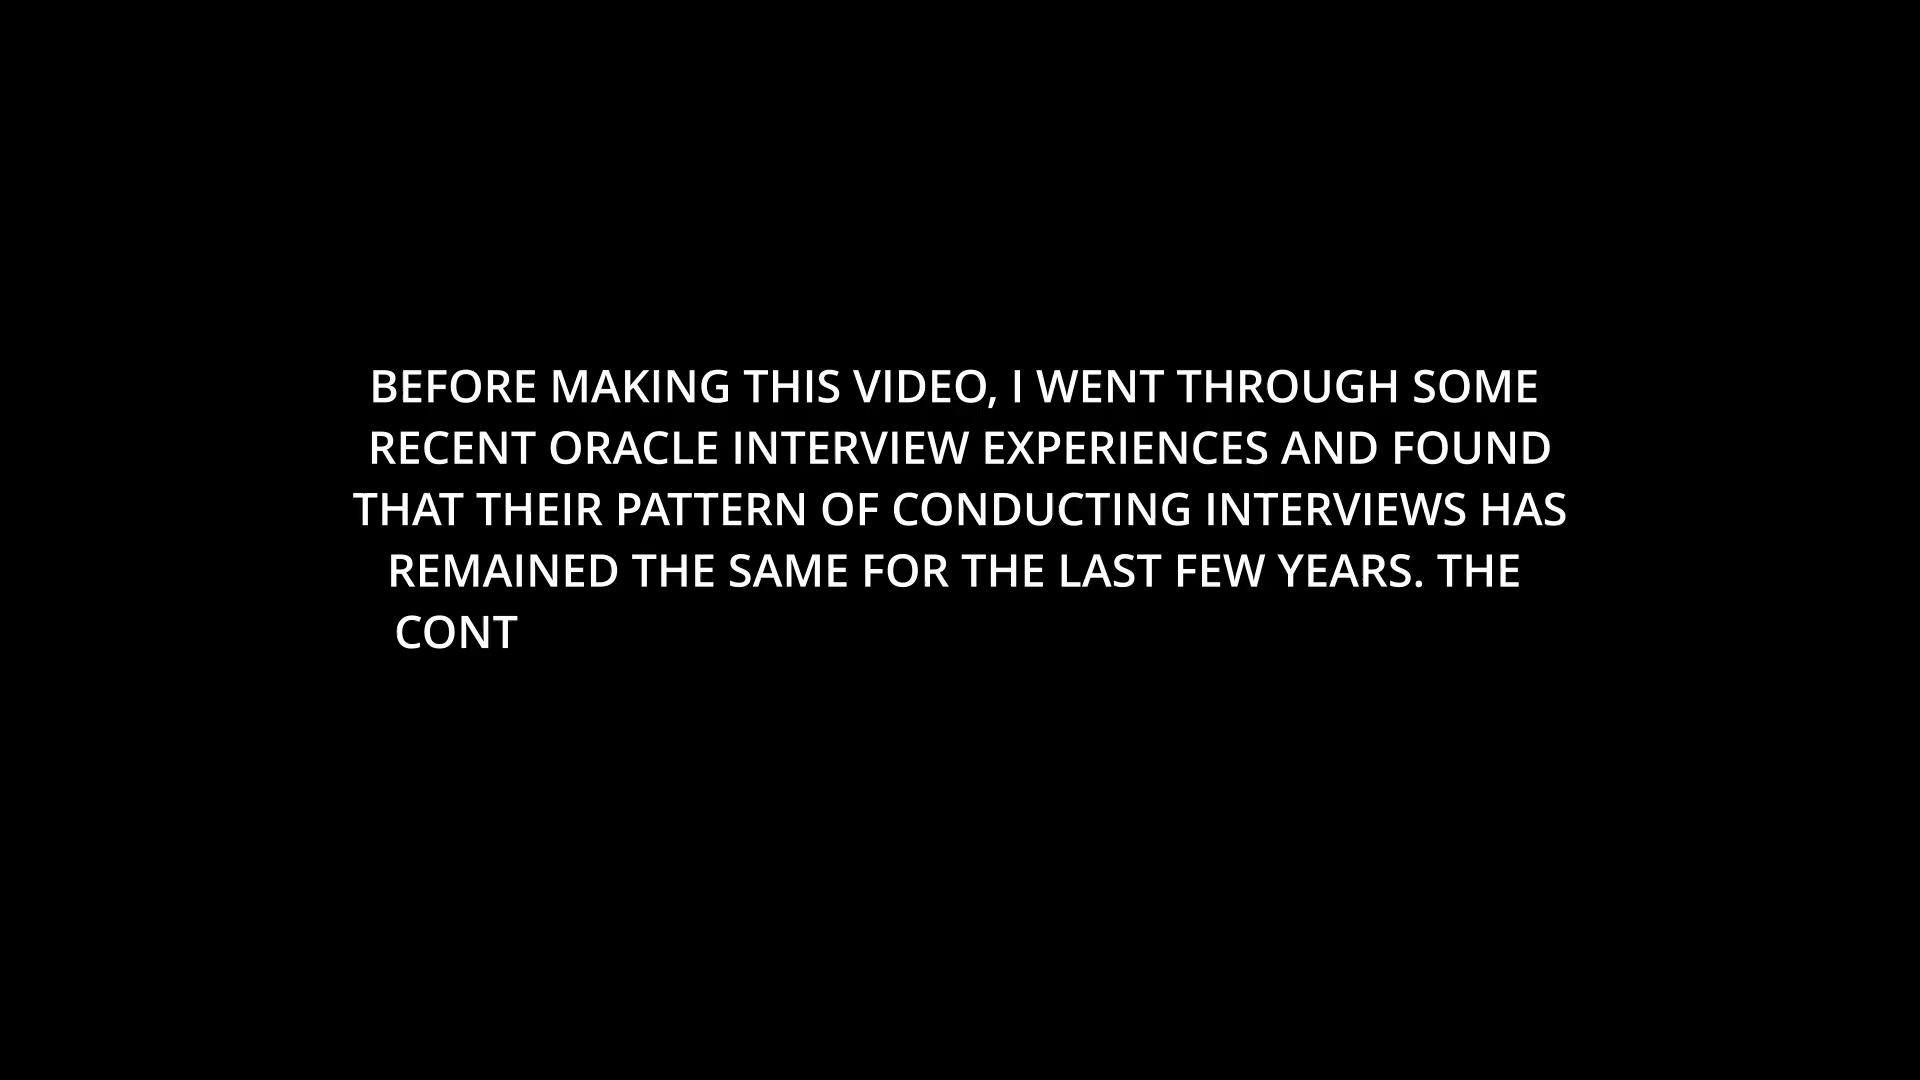 BEFORE MAKING THIS VIDEO, I WENT THROUGH SOME
RECENT ORACLE INTERVIEW EXPERIENCES AND FOUND
THAT THEIR PATTERN OF CONDUCTING INTERVIEWS HAS
REMAINED THE SAME FOR THE LAST FEW YEARS. THE
CONT